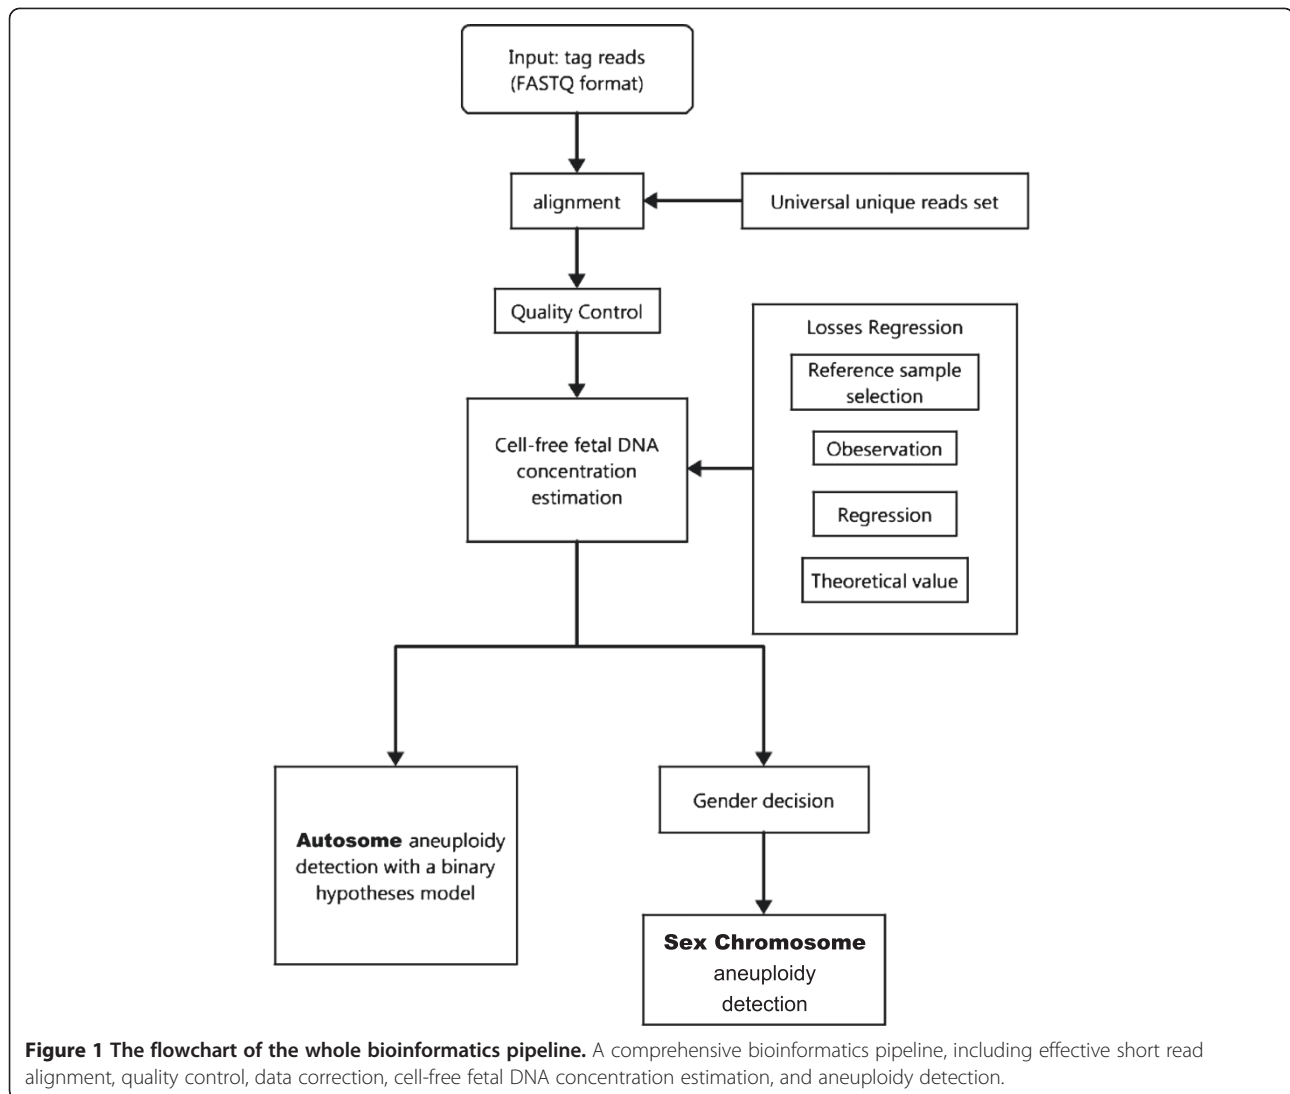 Input: tag reads
(FASTQ format)
alignment
Universal unique reads set
Quality Control
Losses Regression
Reference sample
selection
Obeservation
Regression
Theoretical value
Cell-free fetal DNA
concentration
estimation
Autosome aneuploidy
detection with a binary
hypotheses model
Gender decision
Sex Chromosome
aneuploidy
detection
Figure 1 The flowchart of the whole bioinformatics pipeline. A comprehensive bioinformatics pipeline, including effective short read
alignment, quality control, data correction, cell-free fetal DNA concentration estimation, and aneuploidy detection.